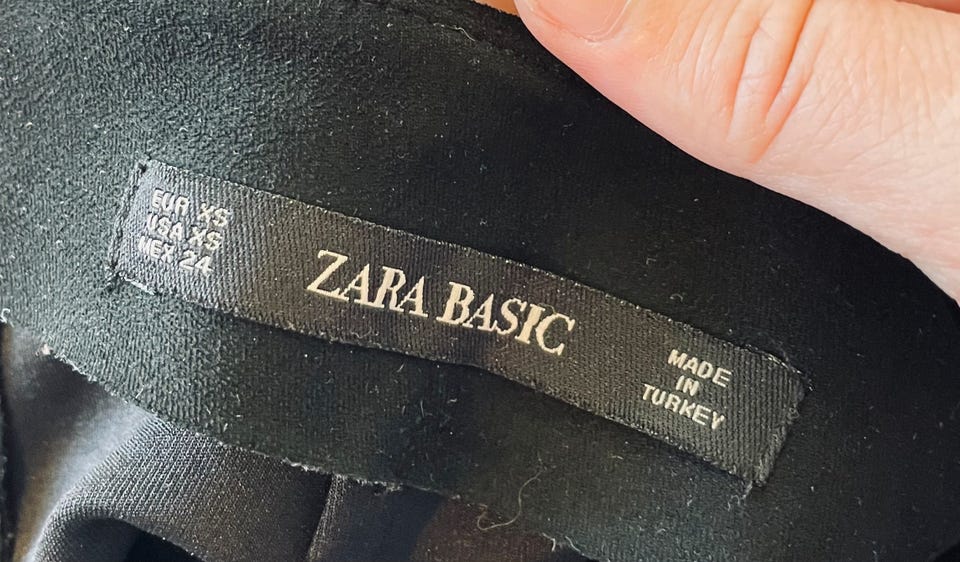 EUR XS
USA XS
MEX 24
ZARA BASIC
MADE
IN
TURKEY